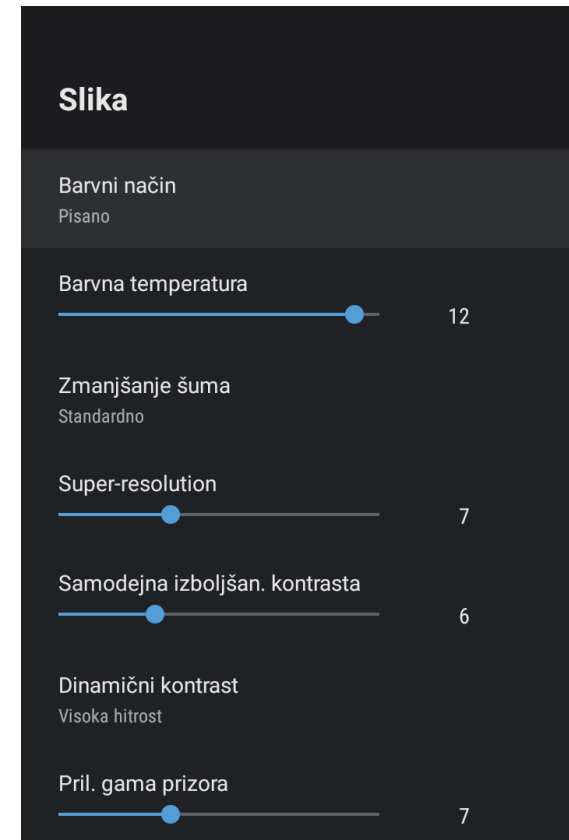 Slika
Barvni način
Pisano
Barvna temperatura
12
Zmanjšanje šuma
Standardno
Super-resolution
7
Samodejna izboljšan. kontrasta
6
Dinamični kontrast
Visoka hitrost
Pril. gama prizora
7